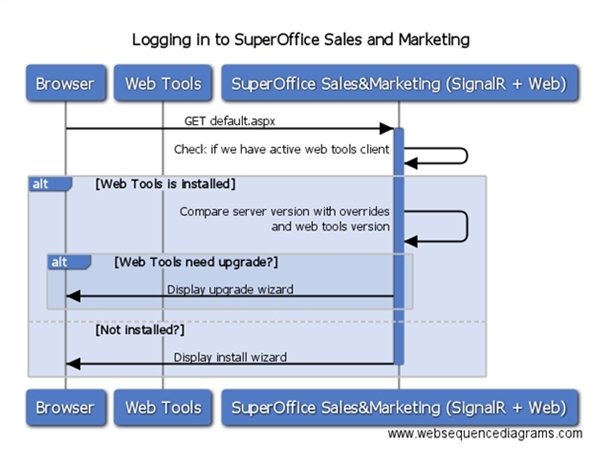 Logging in to SuperOffice Sales and Marketing
Browser
Web Tools
SuperOffice Sales&Marketing (SignalR + Web)
GET default.aspx
Check if we have active web tools client
alt
[Web Tools is installed]
Compare server version with overrides
and web tools version
alt
[Web Tools need upgrade?]
Display upgrade wizard
[Not installed?]
Display install wizard
Browser
Web Tools
SuperOffice Sales&Marketing (SignalR + Web)
www.websequencediagrams.com